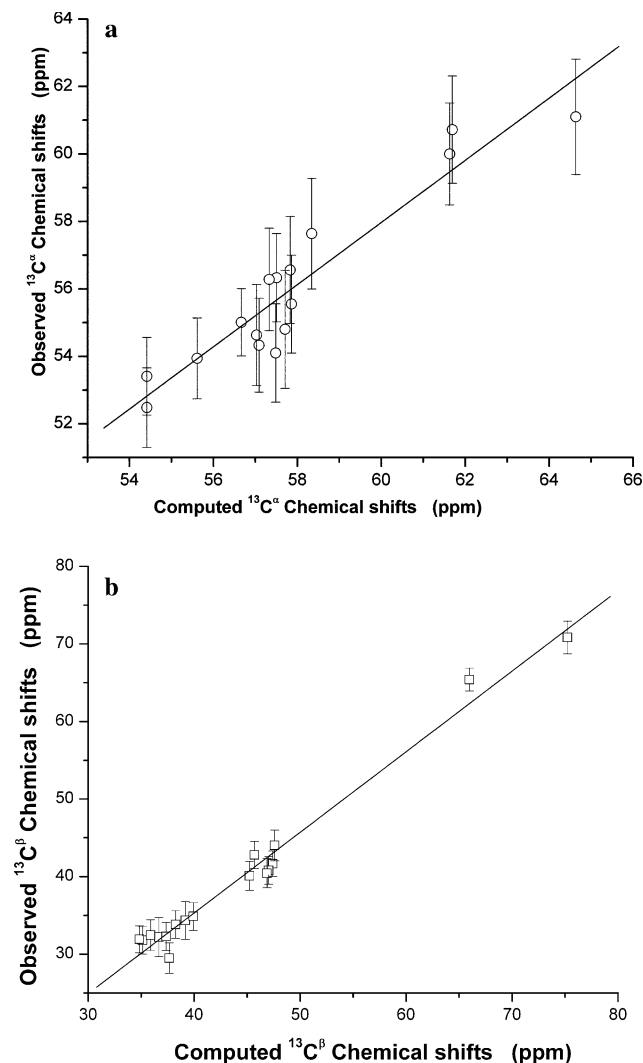 a
64
62
60
58
56
54
52
Observed ¹³Cᵅ Chemical shifts (ppm)
54 56 58 60 62 64 66
Computed ¹³Cᵅ Chemical shifts (ppm)
b
80
70
60
50
40
30
Observed ¹³Cᵝ Chemical shifts (ppm)
30 40 50 60 70 80
Computed ¹³Cᵝ Chemical shifts (ppm)